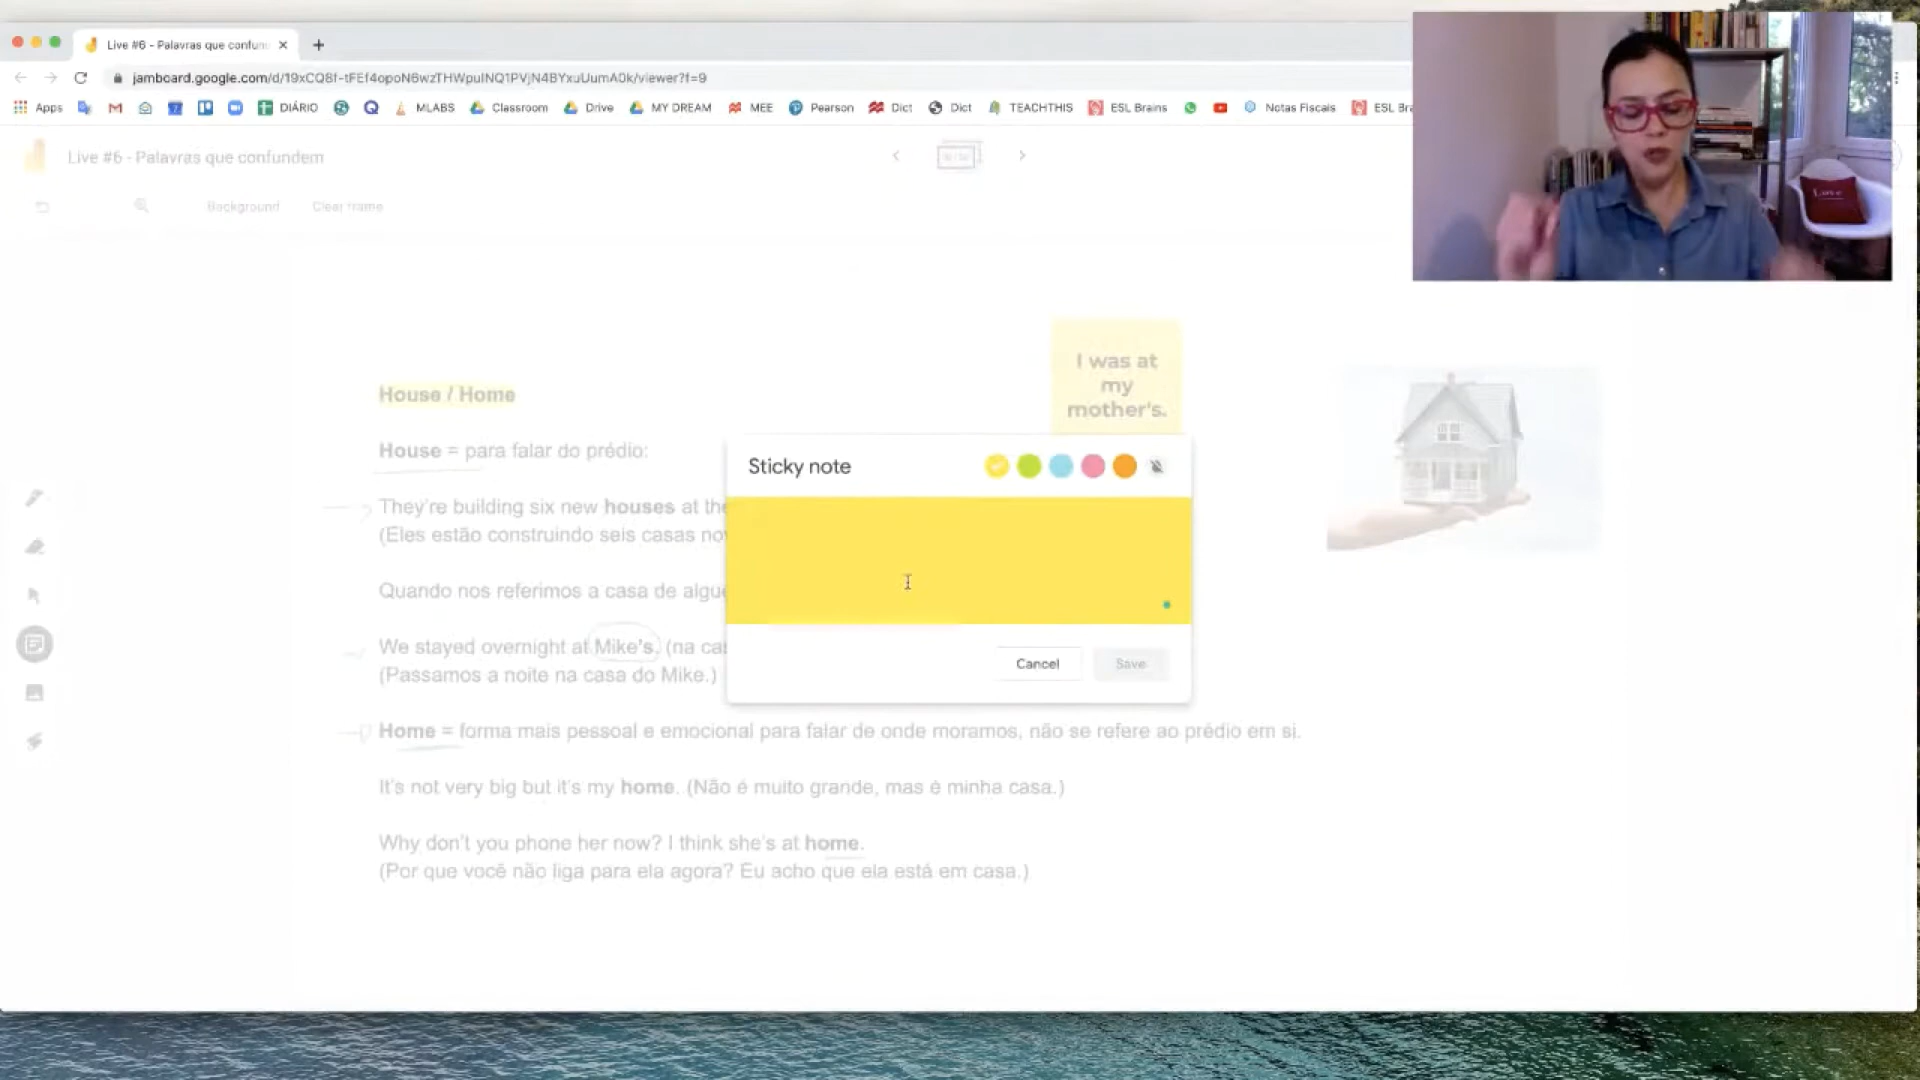 Live #6 - Palavras que confun
jamboard.google.com/d/19xCQ8f-tFEf4opoN6wzTHWpuINQ1PVjN4BYxuUumA0k/viewer?f=9
Apps DIÁRIO MLABS Classroom Drive MY DREAM MEE Pearson Dict Dict TEACHTHIS ESL Brains Notas Fiscais ESL Bra
Live #6 - Palavras que confundem
Background Clear frame
I was at
my
mother's.
House / Home
House = para falar do prédio:
They're building six new houses at the
(Eles estão construindo seis casas nov
Quando nos referimos a casa de algue
We stayed overnight at Mike's. (na cas
(Passamos a noite na casa do Mike.)
Sticky note
Cancel Save
Home = forma mais pessoal e emocional para falar de onde moramos, não se refere ao prédio em si.
It's not very big but it's my home. (Não é muito grande, mas é minha casa.)
Why don't you phone her now? I think she's at home.
(Por que você não liga para ela agora? Eu acho que ela está em casa.)